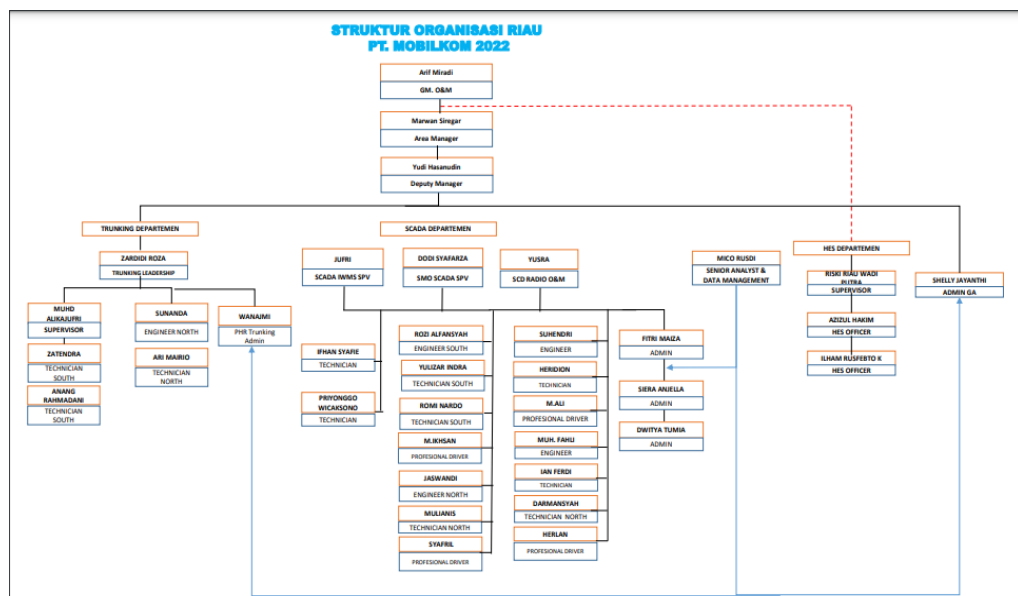 STRUKTUR ORGANISASI RIAU
PT. MOBILKOM 2022
Arif Miradi
GM. O&M
Marwan Siregar
Area Manager
Yudi Hasanudin
Deputy Manager
TRUNKING DEPARTEMEN
SCADA DEPARTEMEN
HES DEPARTEMEN
ZARDIDI ROZA
TRUNKING LEADERSHIP
JUFRI
SCADA IWMS SPV
DODI SYAFARZA
SMO SCADA SPV
YUSRA
SCD RADIO O&M
MICO RUSDI
SENIOR ANALYST &
DATA MANAGEMENT
RISKI RIAU WADI
PUTRA
SUPERVISOR
SHELLY JAYANTHI
ADMIN GA
MUHD
ALIKAJUFRI
SUPERVISOR
ZATENDRA
TECHNICIAN
SOUTH
ANANG
RAHMADANI
TECHNICIAN
SOUTH
SUNANDA
ENGINEER NORTH
ARI MAIRIO
TECHNICIAN
NORTH
WANAJMI
PHR Trunking
Admin
IFHAN SYAFIE
TECHNICIAN
PRIYONGGO
WICAKSONO
TECHNICIAN
ROZI ALFANSYAH
ENGINEER SOUTH
YULIZAR INDRA
TECHNICIAN SOUTH
ROMI NARDO
TECHNICIAN SOUTH
M.IKHSAN
PROFESIONAL DRIVER
JASWANDI
ENGINEER NORTH
MULIANIS
TECHNICIAN NORTH
SYAFRIL
PROFESIONAL DRIVER
SUHENDRI
ENGINEER
HERIDION
TECHNICIAN
M.ALI
PROFESIONAL DRIVER
MUH. FAHLI
ENGINEER
IAN FERDI
TECHNICIAN
DARMANSYAH
TECHNICIAN NORTH
HERLAN
PROFESIONAL DRIVER
FITRI MAIZA
ADMIN
SIERA ANJELLA
ADMIN
DWITYA TUMIA
ADMIN
AZIZUL HAKIM
HES OFFICER
ILHAM RUSFEBTO K
HES OFFICER